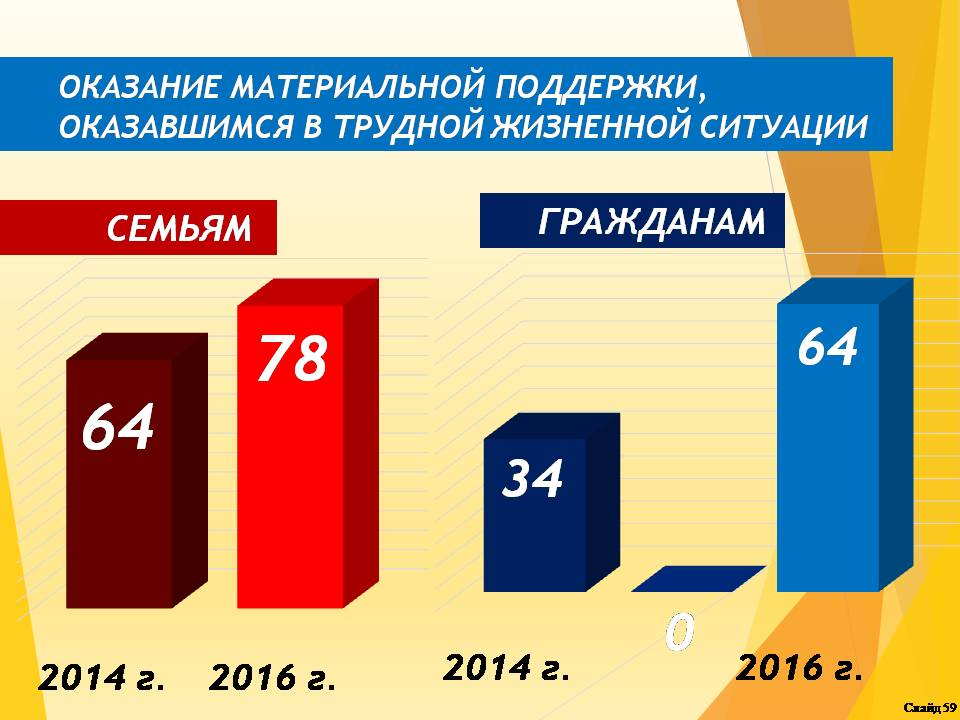 ОКАЗАНИЕ МАТЕРИАЛЬНОЙ ПОДДЕРЖКИ,
ОКАЗАВШИМСЯ В ТРУДНОЙ ЖИЗНЕННОЙ СИТУАЦИИ
СЕМЬЯМ
78
64
2014 г. 2016 г.
ГРАЖДАНАМ
64
34
0
2014 г. 2016 г.
Слайд 59